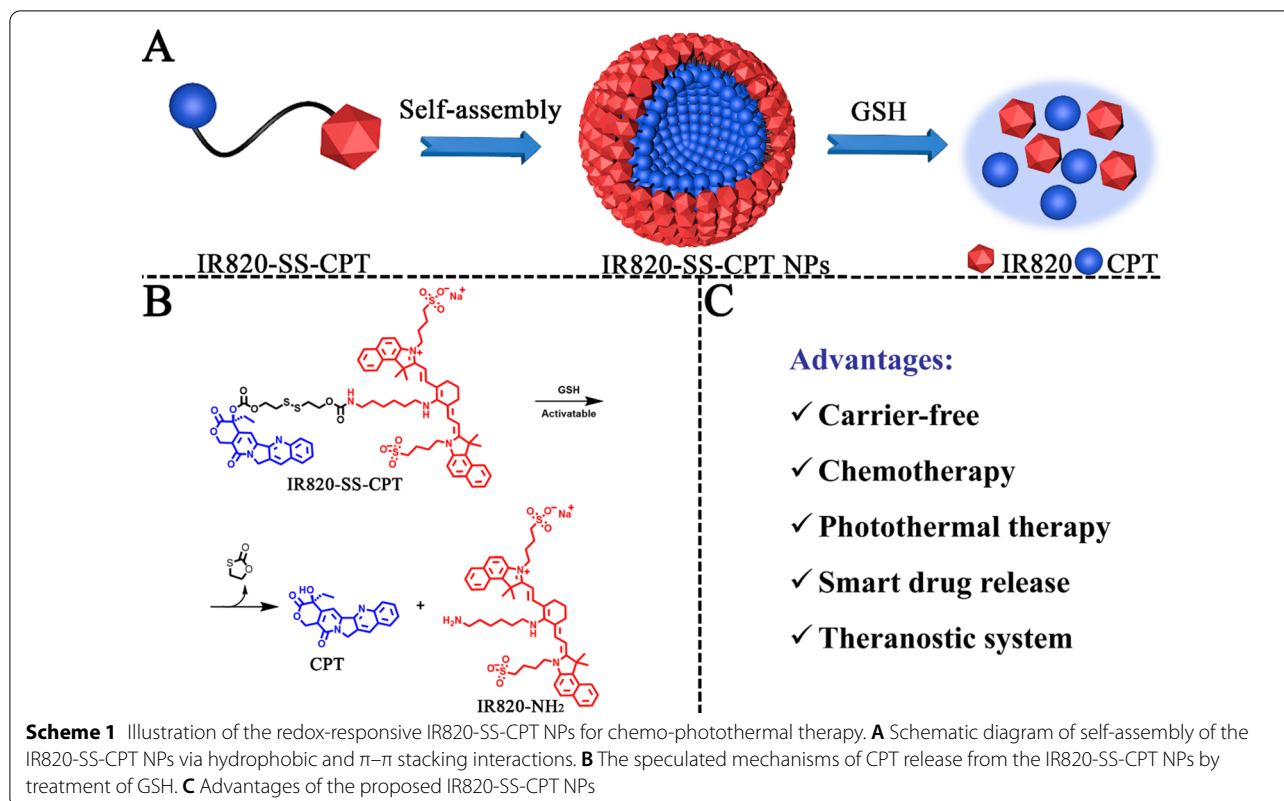 A
Self-assembly
GSH
IR820-SS-CPT
IR820-SS-CPT NPs
IR820 CPT
B
IR820-SS-CPT
GSH
Activatable
CPT
+
IR820-NH2
C
Advantages:
✓ Carrier-free
✓ Chemotherapy
✓ Photothermal therapy
✓ Smart drug release
✓ Theranostic system
Scheme 1 Illustration of the redox-responsive IR820-SS-CPT NPs for chemo-photothermal therapy. A Schematic diagram of self-assembly of the
IR820-SS-CPT NPs via hydrophobic and π–π stacking interactions. B The speculated mechanisms of CPT release from the IR820-SS-CPT NPs by
treatment of GSH. C Advantages of the proposed IR820-SS-CPT NPs